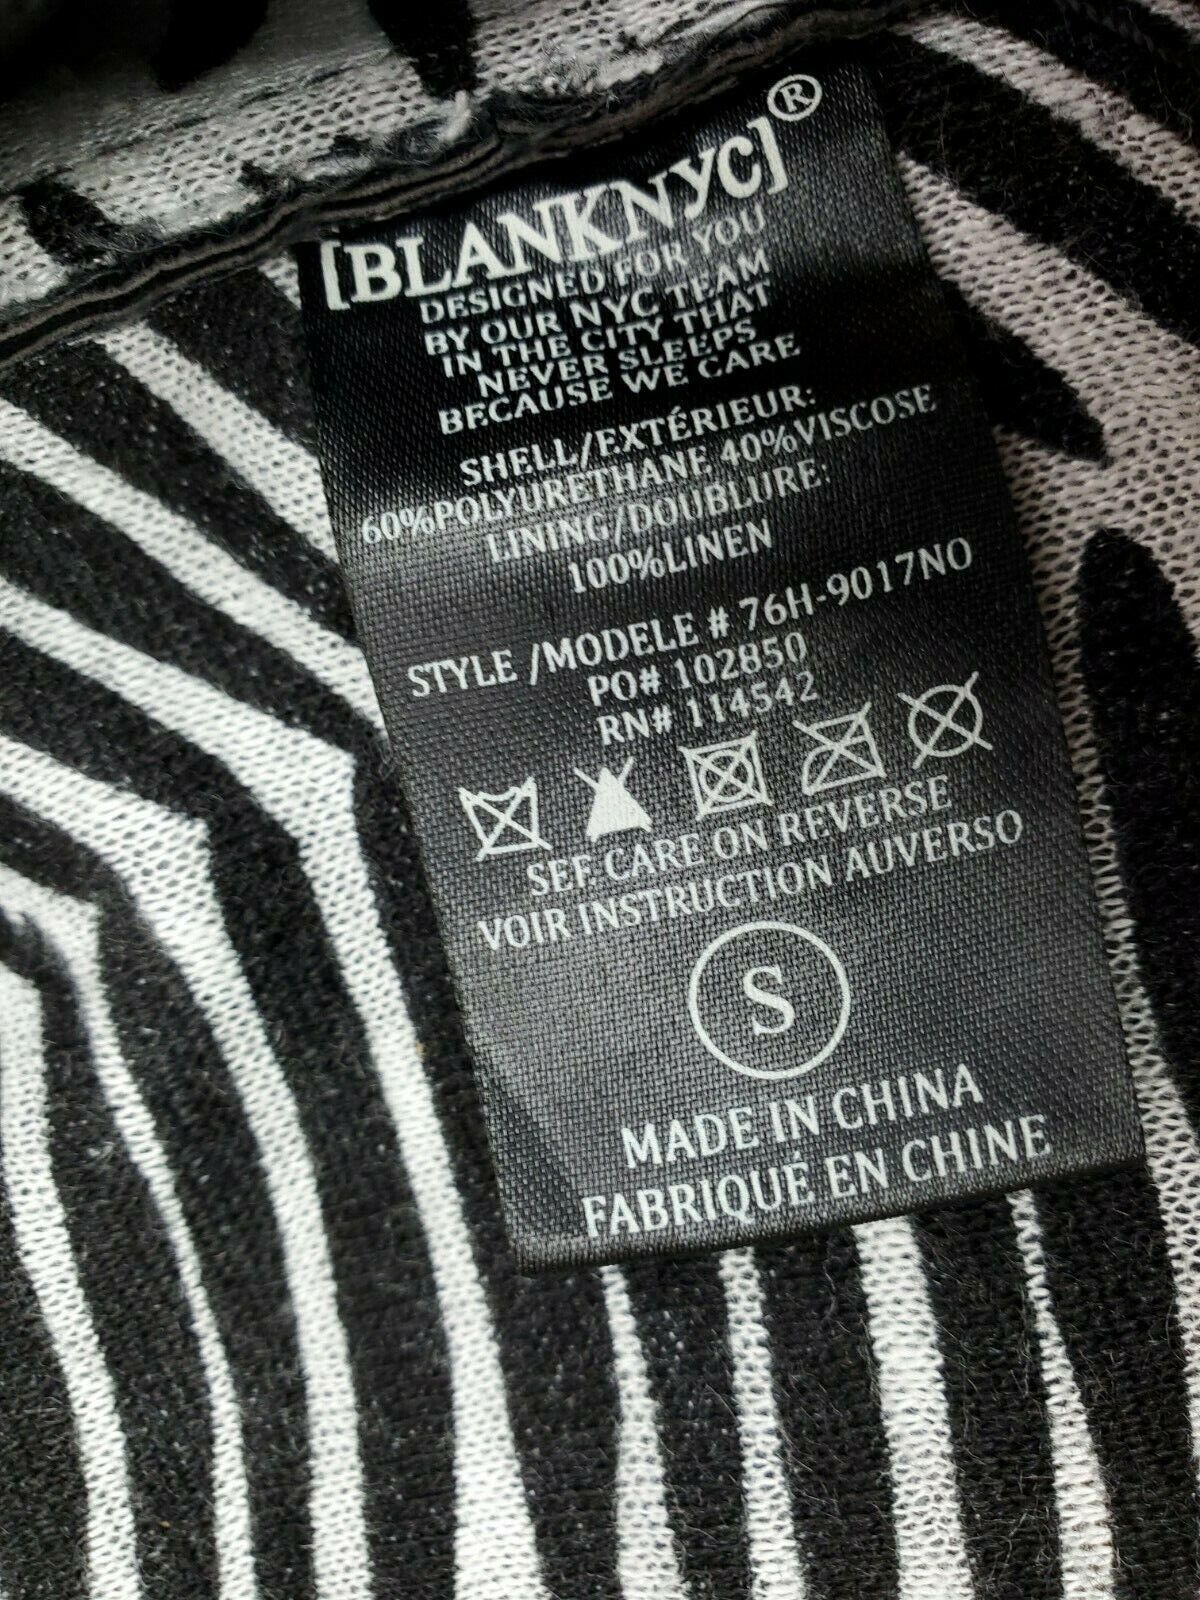 [BLANKNYC]®
DESIGNED FOR YOU
BY OUR NYC TEAM
IN THE CITY THAT
NEVER SLEEPS
BECAUSE WE CARE
SHELL/EXTÉRIEUR:
60%POLYURETHANE 40%VISCOSE
LINING/DOUBLURE:
100%LINEN
STYLE /MODELE # 76H-9017NO
PO# 102850
RN# 114542
SEE CARE ON REVERSE
VOIR INSTRUCTION AUVERSO
S
MADE IN CHINA
FABRIQUÉ EN CHINE